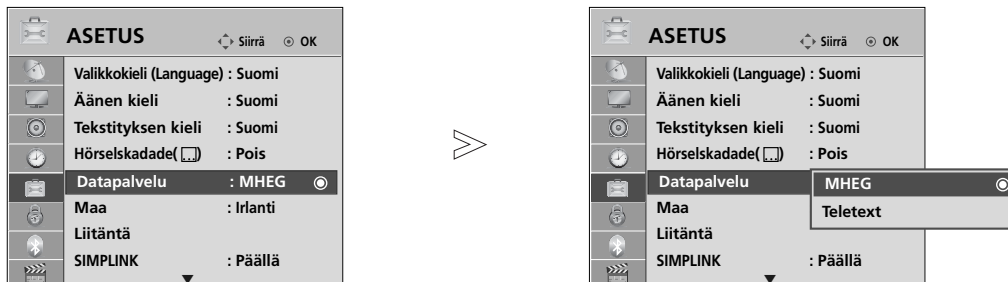 ASETUS Siirrä OK
Valikkokieli (Language) : Suomi
Äänen kieli : Suomi
Tekstityksen kieli : Suomi
Hörselskadade( ) : Pois
Datapalvelu : MHEG
Maa : Irlanti
Liitäntä
SIMPLINK : Päällä
ASETUS Siirrä OK
Valikkokieli (Language) : Suomi
Äänen kieli : Suomi
Tekstityksen kieli : Suomi
Hörselskadade( ) : Pois
Datapalvelu
MHEG
Teletext
Maa
Liitäntä
SIMPLINK : Päällä